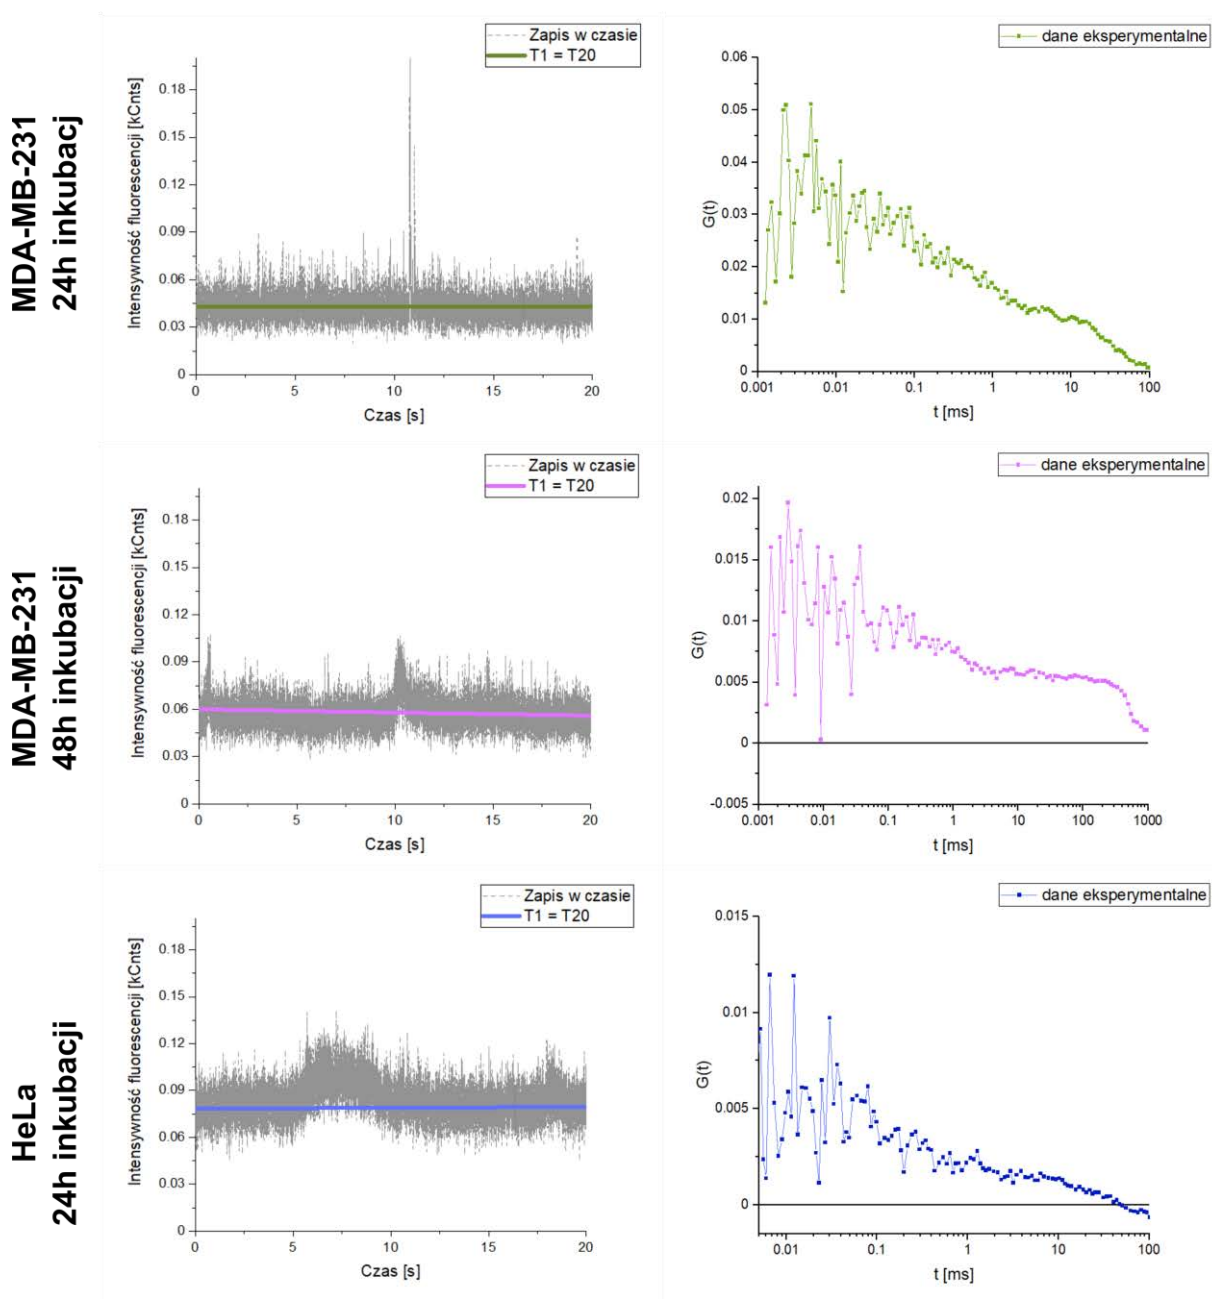 MDA-MB-231
24h inkubacj
Zapis w czasie
T1 = T20
Intensywność fluorescencji [kCnts]
0.18
0.15
0.12
0.09
0.06
0.03
0
0 5 10 15 20
Czas [s]
dane eksperymentalne
G(t)
0.06
0.05
0.04
0.03
0.02
0.01
0
0.001 0.01 0.1 1 10 100
t [ms]
MDA-MB-231
48h inkubacji
Zapis w czasie
T1 = T20
Intensywność fluorescencji [kCnts]
0.18
0.15
0.12
0.09
0.06
0.03
0
0 5 10 15 20
Czas [s]
dane eksperymentalne
G(t)
0.02
0.015
0.01
0.005
0
-0.005
0.001 0.01 0.1 1 10 100 1000
t [ms]
HeLa
24h inkubacji
Zapis w czasie
T1 = T20
Intensywność fluorescencji [kCnts]
0.18
0.15
0.12
0.09
0.06
0.03
0
0 5 10 15 20
Czas [s]
dane eksperymentalne
G(t)
0.015
0.01
0.005
0
0.01 0.1 1 10 100
t [ms]